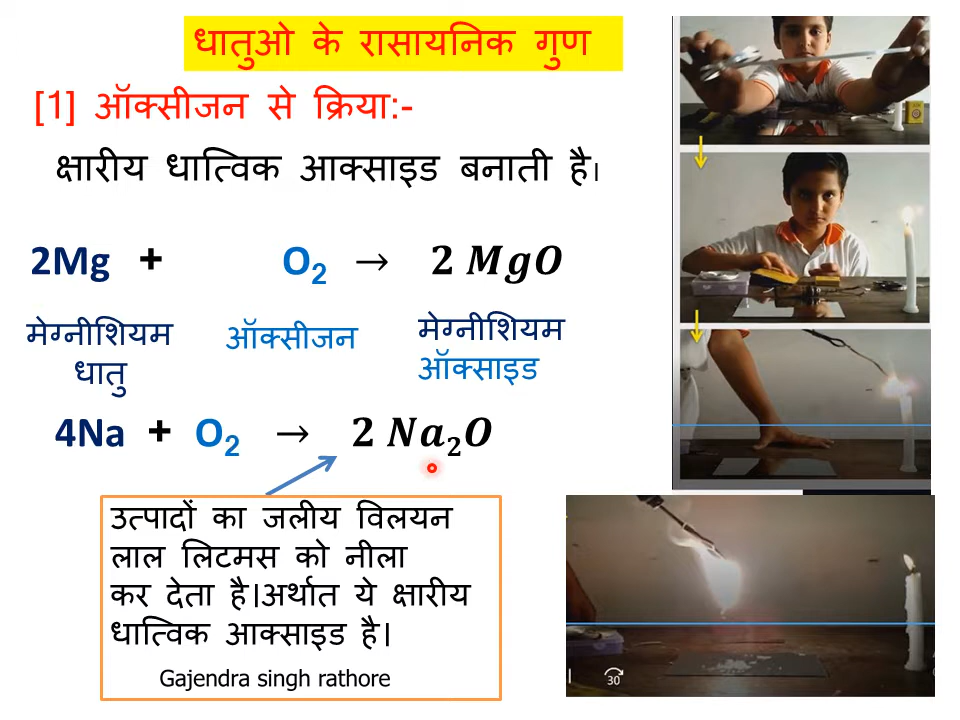 धातुओ के रासायनिक गुण
[1] ऑक्सीजन से क्रिया:-
क्षारीय धात्विक आक्साइड बनाती है।
2Mg + O₂ → 2 MgO
मेग्नीशियम ऑक्सीजन मेग्नीशियम
धातु ऑक्साइड
4Na + O₂ → 2 Na₂O
उत्पादों का जलीय विलयन
लाल लिटमस को नीला
कर देता है।अर्थात ये क्षारीय
धात्विक आक्साइड है।
Gajendra singh rathore
30